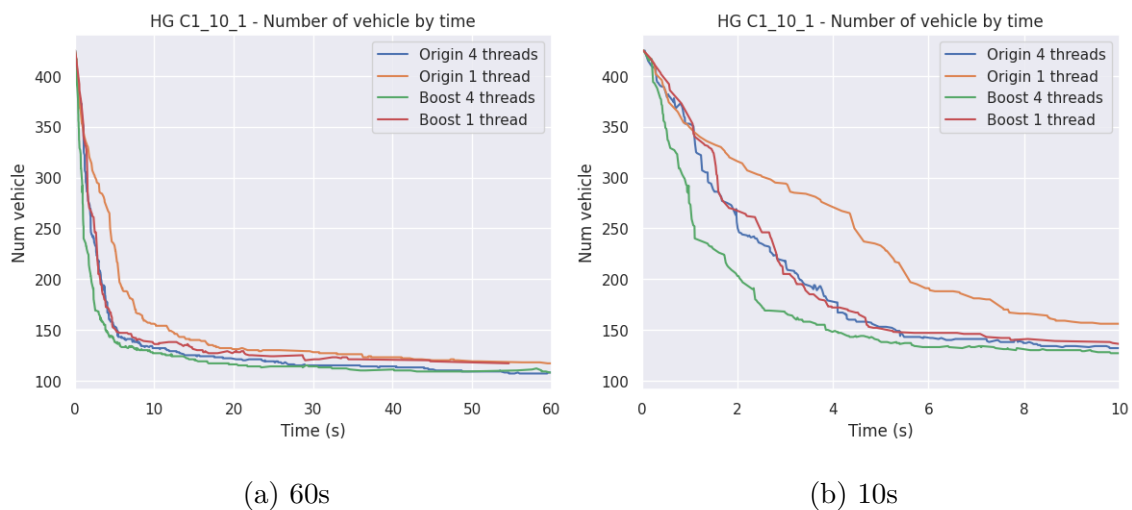 HG C1_10_1 - Number of vehicle by time
400
350
300
250
200
150
100
Num vehicle
Origin 4 threads
Origin 1 thread
Boost 4 threads
Boost 1 thread
0 10 20 30 40 50 60
Time (s)
(a) 60s
HG C1_10_1 - Number of vehicle by time
400
350
300
250
200
150
100
Num vehicle
Origin 4 threads
Origin 1 thread
Boost 4 threads
Boost 1 thread
0 2 4 6 8 10
Time (s)
(b) 10s